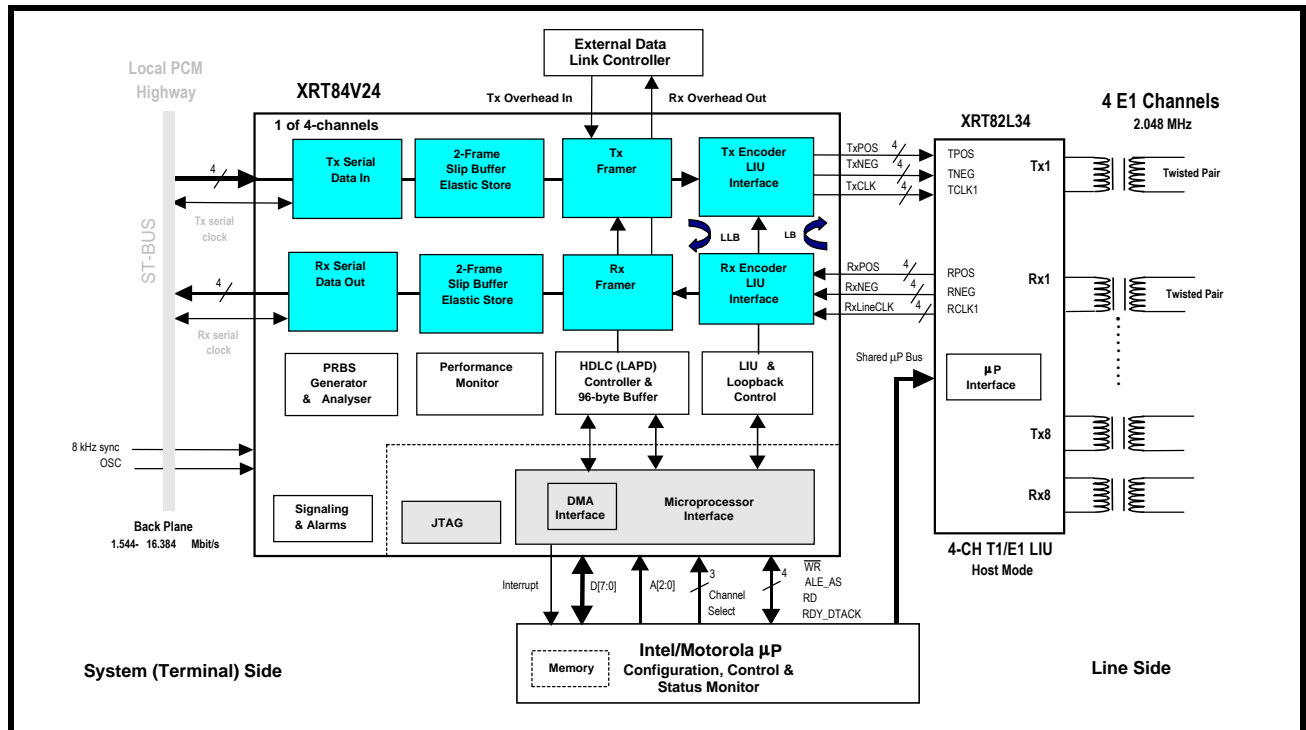 External Data
Link Controller
Local PCM
Highway
XRT84V24
Tx Overhead In
Rx Overhead Out
4 E1 Channels
2.048 MHz
XRT82L34
1 of 4-channels
Tx Serial
Data In
2-Frame
Slip Buffer
Elastic Store
Tx
Framer
Tx Encoder
LIU
Interface
TxPOS
4
TxNEG
4
TxCLK
4
TPOS
TNEG
TCLK1
Tx1
Twisted Pair
4
Tx serial
clock
ST-BUS
LLB
LB
Rx Serial
Data Out
2-Frame
Slip Buffer
Elastic Store
Rx
Framer
Rx Encoder
LIU
Interface
RxPOS
4
RxNEG
4
RxLineCLK
4
RPOS
RNEG
RCLK1
Rx1
Twisted Pair
4
Rx serial
clock
PRBS
Generator
& Analyser
Performance
Monitor
HDLC (LAPD)
Controller &
96-byte Buffer
LIU &
Loopback
Control
Shared µP Bus
µP
Interface
Tx8
Rx8
8 kHz sync
OSC
Signaling
& Alarms
JTAG
DMA
Interface
Microprocessor
Interface
Back Plane
1.544- 16.384 Mbit/s
4-CH T1/E1 LIU
Host Mode
Interrupt
D[7:0]
A[2:0]
3
Channel
Select
4
WR
ALE_AS
RD
RDY_DTACK
Memory
Intel/Motorola µP
Configuration, Control &
Status Monitor
System (Terminal) Side
Line Side